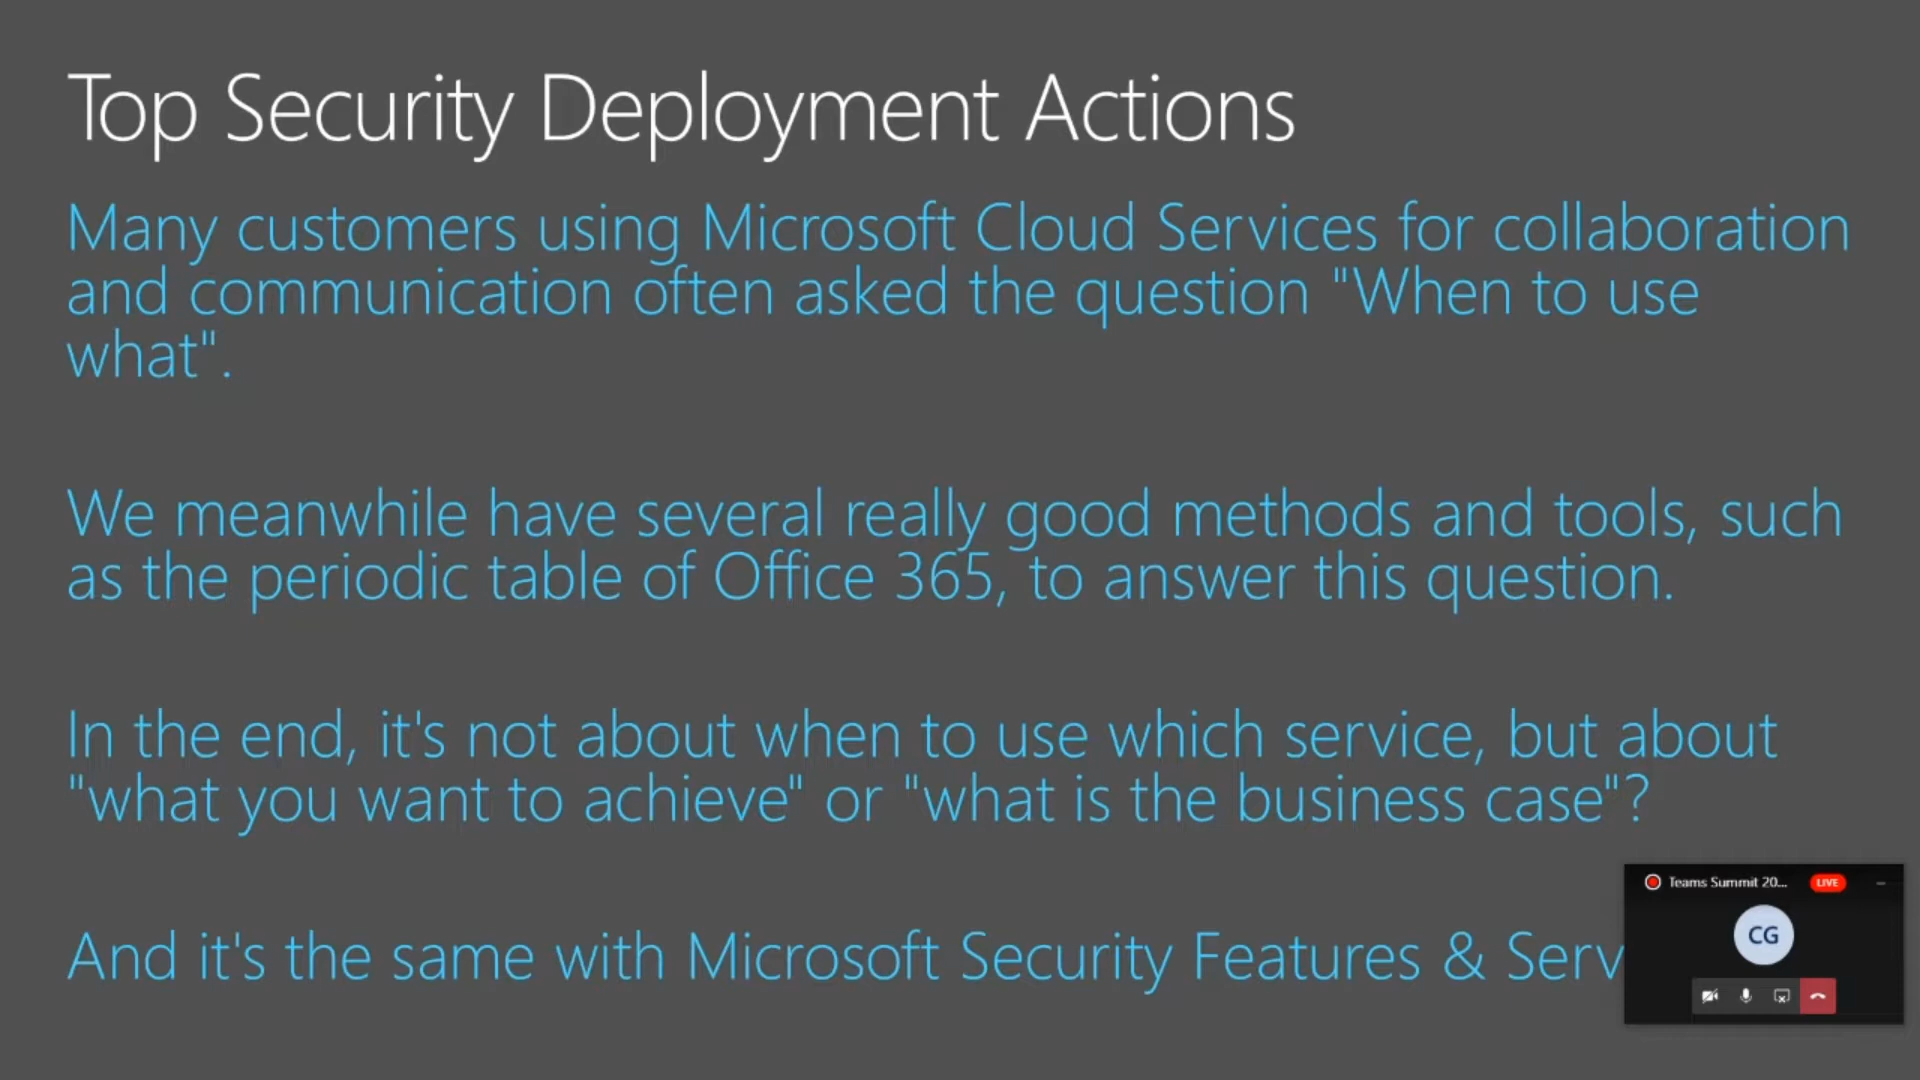 Top Security Deployment Actions
Many customers using Microsoft Cloud Services for collaboration
and communication often asked the question "When to use
what".
We meanwhile have several really good methods and tools, such
as the periodic table of Office 365, to answer this question.
In the end, it's not about when to use which service, but about
"what you want to achieve" or "what is the business case"?
And it's the same with Microsoft Security Features & Serv
Teams Summit 20... LIVE
CG